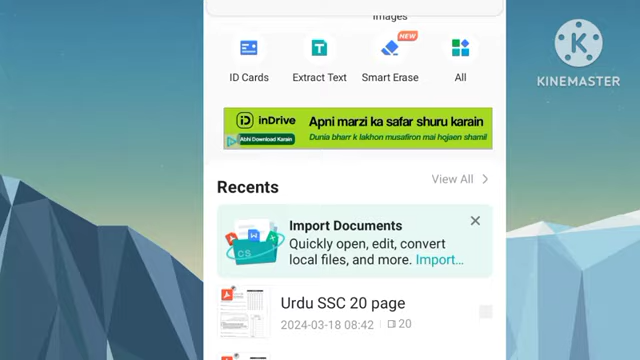 Images
ID Cards
Extract Text
NEW
Smart Erase
All
KINEMASTER
inDrive
Apni marzi ka safar shuru karain
Abhi Download Karain
Dunia bharr k lakhon musafiron mai hojaen shamil
Recents
View All
Import Documents
Quickly open, edit, convert
local files, and more. Import...
CS
Urdu SSC 20 page
2024-03-18 08:42
20